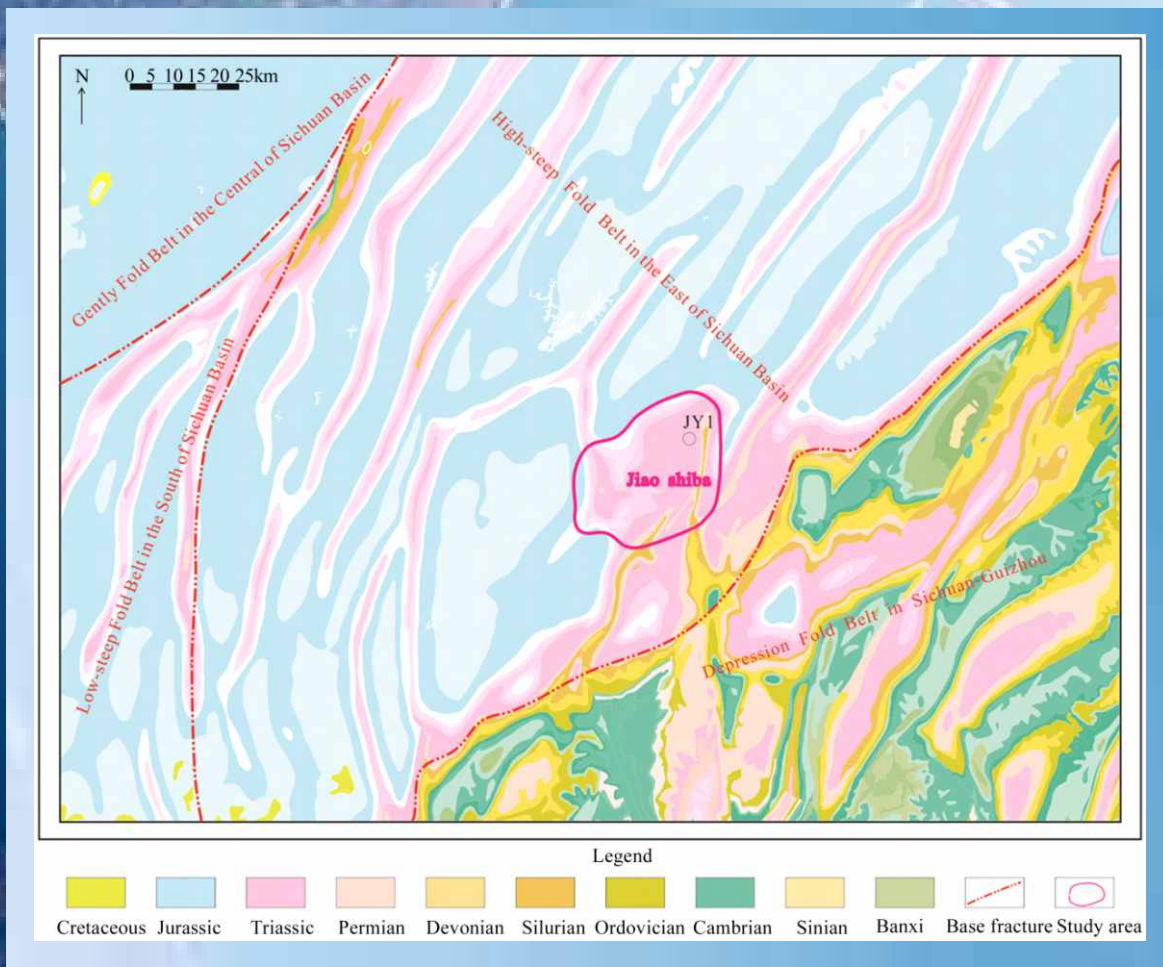 N
0 5 10 15 20 25km
Gently Fold Belt in the Central of Sichuan Basin
High-steep Fold Belt in the East of Sichuan Basin
Low-steep Fold Belt in the South of Sichuan Basin
JY1
Jiao shiba
Depression Fold Belt in Sichuan-Guizhou
Legend
Cretaceous Jurassic Triassic Permian Devonian Silurian Ordovician Cambrian Sinian Banxi Base fracture Study area